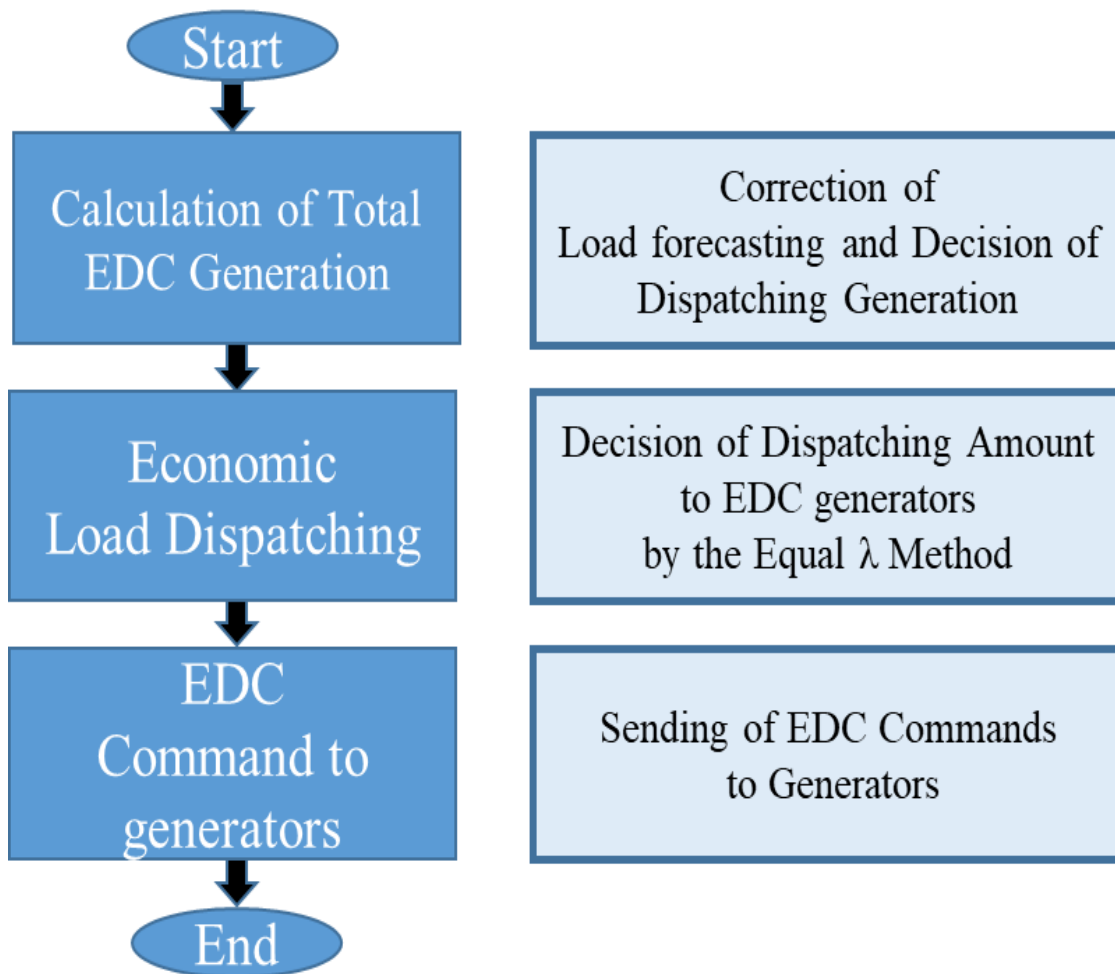 Start
Calculation of Total
EDC Generation
Correction of
Load forecasting and Decision of
Dispatching Generation
Economic
Load Dispatching
Decision of Dispatching Amount
to EDC generators
by the Equal λ Method
EDC
Command to
generators
Sending of EDC Commands
to Generators
End